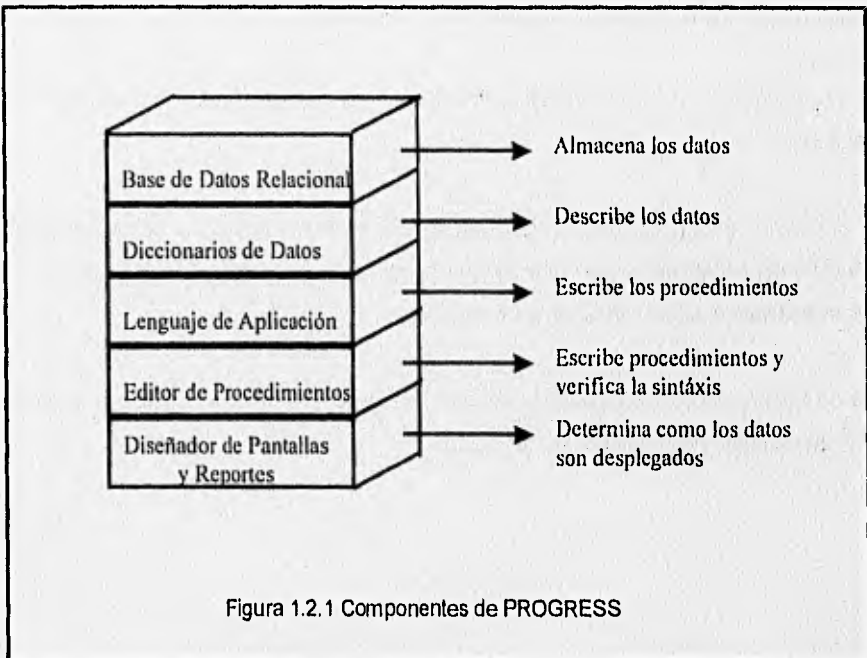 Base de Datos Relacional
Almacena los datos
Diccionarios de Datos
Describe los datos
Lenguaje de Aplicación
Escribe los procedimientos
Editor de Procedimientos
Escribe procedimientos y
verifica la sintáxis
Diseñador de Pantallas
y Reportes
Determina como los datos
son desplegados
Figura 1.2.1 Componentes de PROGRESS